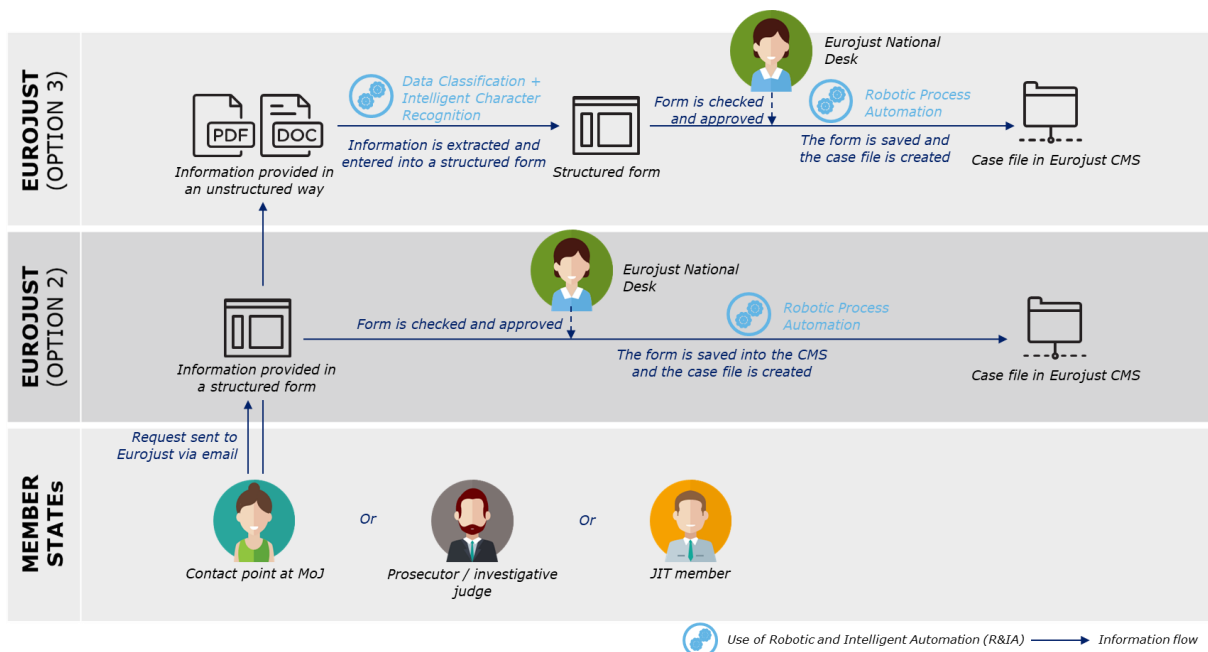 EUROJUST
(OPTION 3)
PDF
DOC
Information provided in
an unstructured way
Data Classification +
Intelligent Character
Recognition
Information is extracted and
entered into a structured form
Structured form
Form is checked
and approved
Eurojust National
Desk
Robotic Process
Automation
The form is saved and
the case file is created
Case file in Eurojust CMS
EUROJUST
(OPTION 2)
Information provided in
a structured form
Form is checked and approved
Eurojust National
Desk
Robotic Process
Automation
The form is saved into the CMS
and the case file is created
Case file in Eurojust CMS
MEMBER
STATEs
Request sent to
Eurojust via email
Contact point at MoJ
Or
Prosecutor / investigative
judge
Or
JIT member
Use of Robotic and Intelligent Automation (R&IA)
Information flow